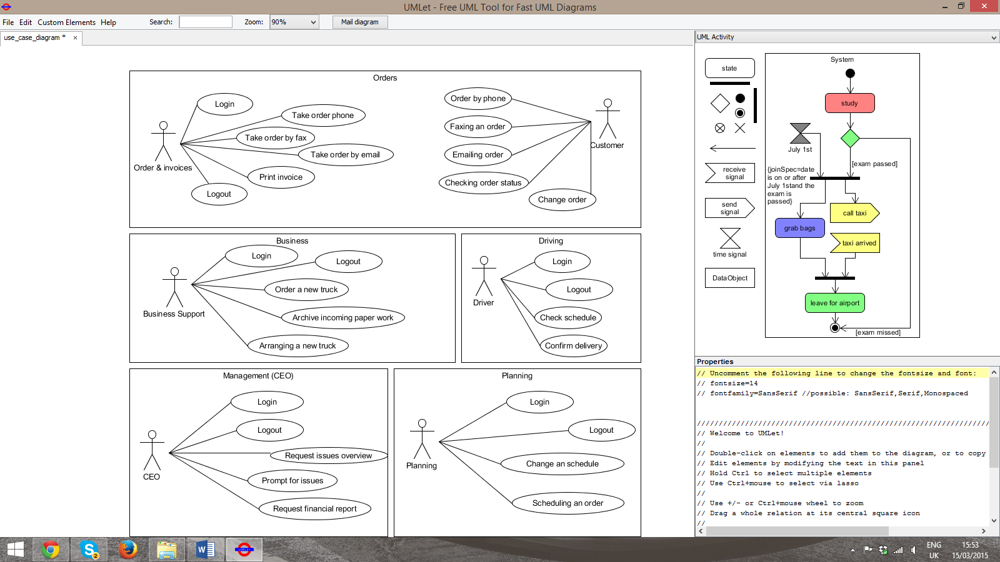 UMLet - Free UML Tool for Fast UML Diagrams
File Edit Custom Elements Help Search: Zoom: 90% Mail diagram
use_case_diagram *
Orders
Login
Take order phone
Take order by fax
Take order by email
Order & invoices
Print invoice
Logout
Order by phone
Faxing an order
Emailing order
Customer
Checking order status
Change order
Business
Login
Logout
Order a new truck
Business Support
Archive incoming paper work
Arranging a new truck
Driving
Login
Logout
Driver
Check schedule
Confirm delivery
Management (CEO)
Login
Logout
Request issues overview
CEO
Prompt for issues
Request financial report
Planning
Login
Logout
Planning
Change an schedule
Scheduling an order
UML Activity
state
receive
signal
send
signal
time signal
DataObject
System
study
July 1st
[exam passed]
{joinSpec=date
is on or after
July 1stand the
exam is
passed}
call taxi
grab bags
taxi arrived
leave for airport
[exam missed]
Properties
// Uncomment the following line to change the fontsize and font:
// fontsize=14
// fontfamily=SansSerif //possible: SansSerif,Serif,Monospaced
//////////////////////////////////////////////////////////////////
// Welcome to UMLet!
//
// Double-click on elements to add them to the diagram, or to copy
// Edit elements by modifying the text in this panel
// Hold Ctrl to select multiple elements
// Use Ctrl+mouse to select via lasso
//
// Use +/- or Ctrl+mouse wheel to zoom
// Drag a whole relation at its central square icon
//
2
UMLet
ENG
UK
15:53
15/03/2015